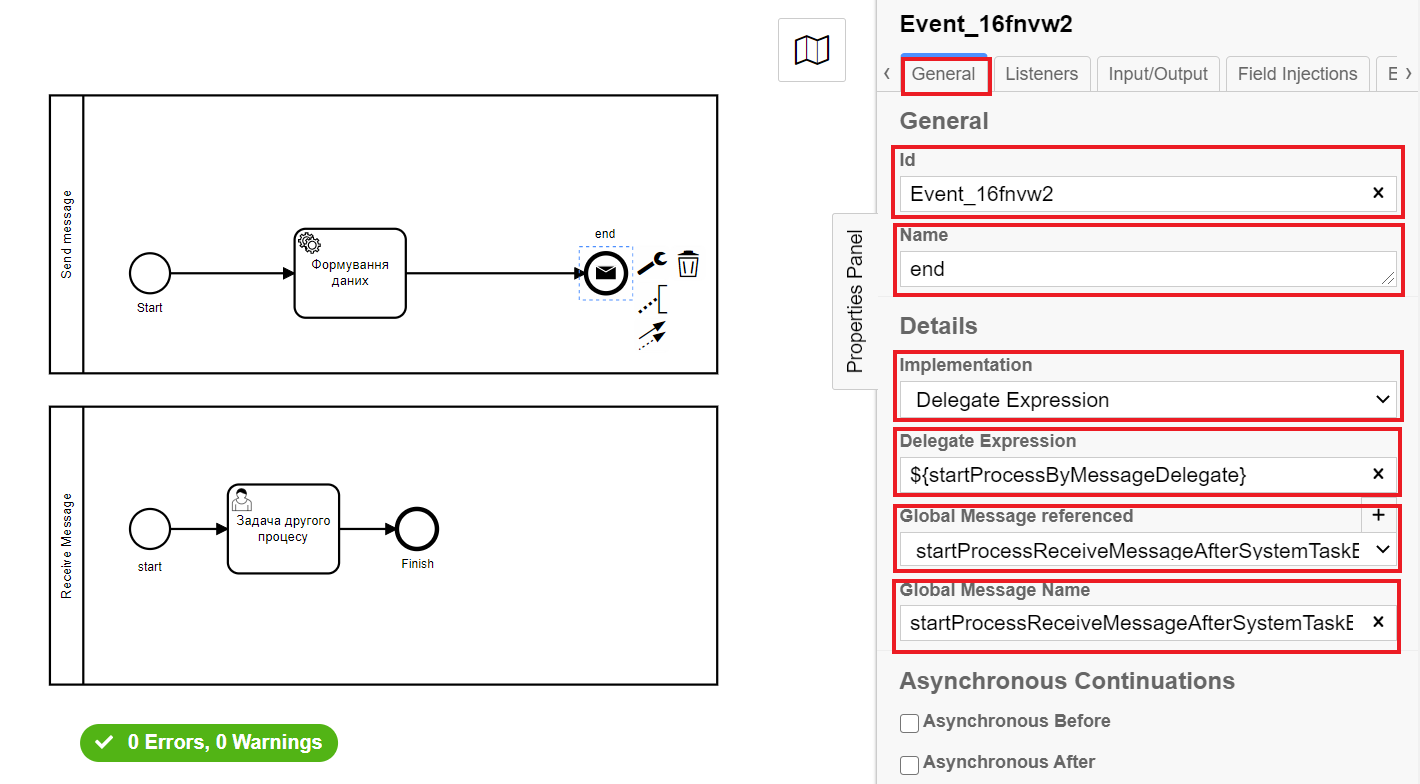 Send message
Start
Формування
даних
end
Receive Message
start
Задача другого
процесу
Finish
0 Errors, 0 Warnings
Properties Panel
Event_16fnvw2
General
Listeners
Input/Output
Field Injections
E
General
Id
Event_16fnvw2
Name
end
Details
Implementation
Delegate Expression
Delegate Expression
${startProcessByMessageDelegate}
Global Message referenced
startProcessReceiveMessageAfterSystemTaskE
Global Message Name
startProcessReceiveMessageAfterSystemTaskE
Asynchronous Continuations
Asynchronous Before
Asynchronous After